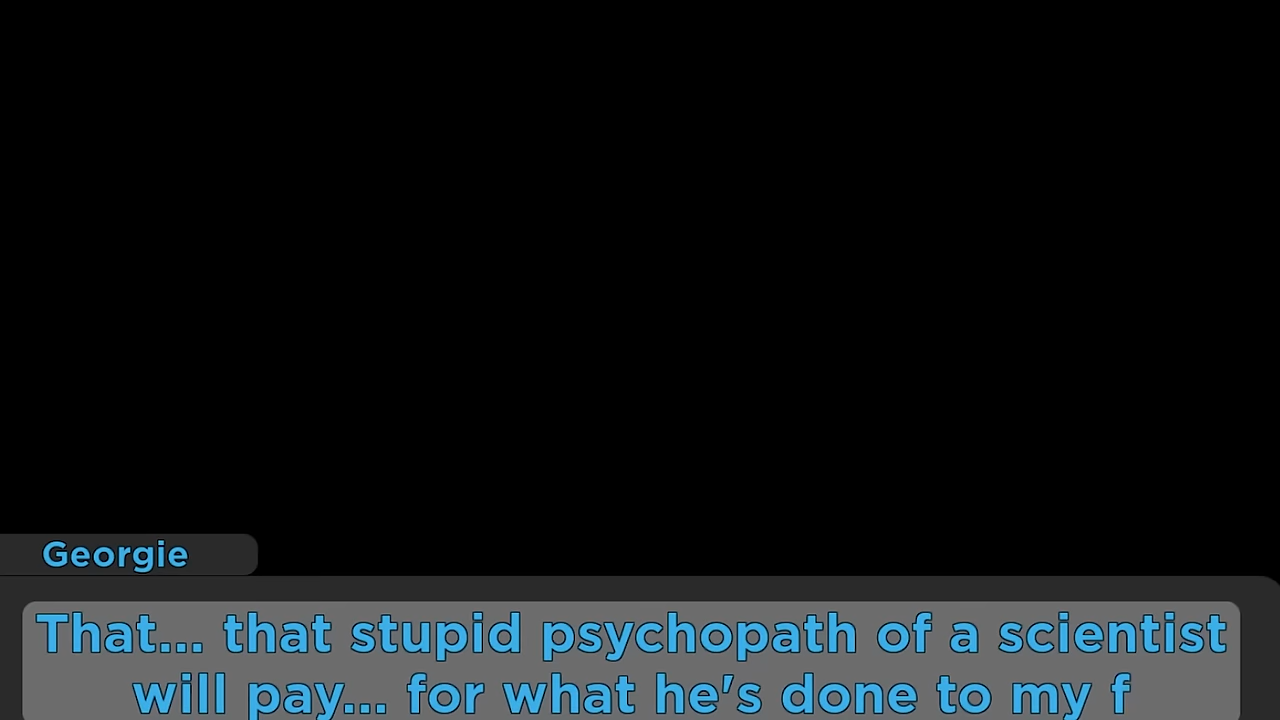 Georgie
That... that stupid psychopath of a scientist
will pay... for what he's done to my f